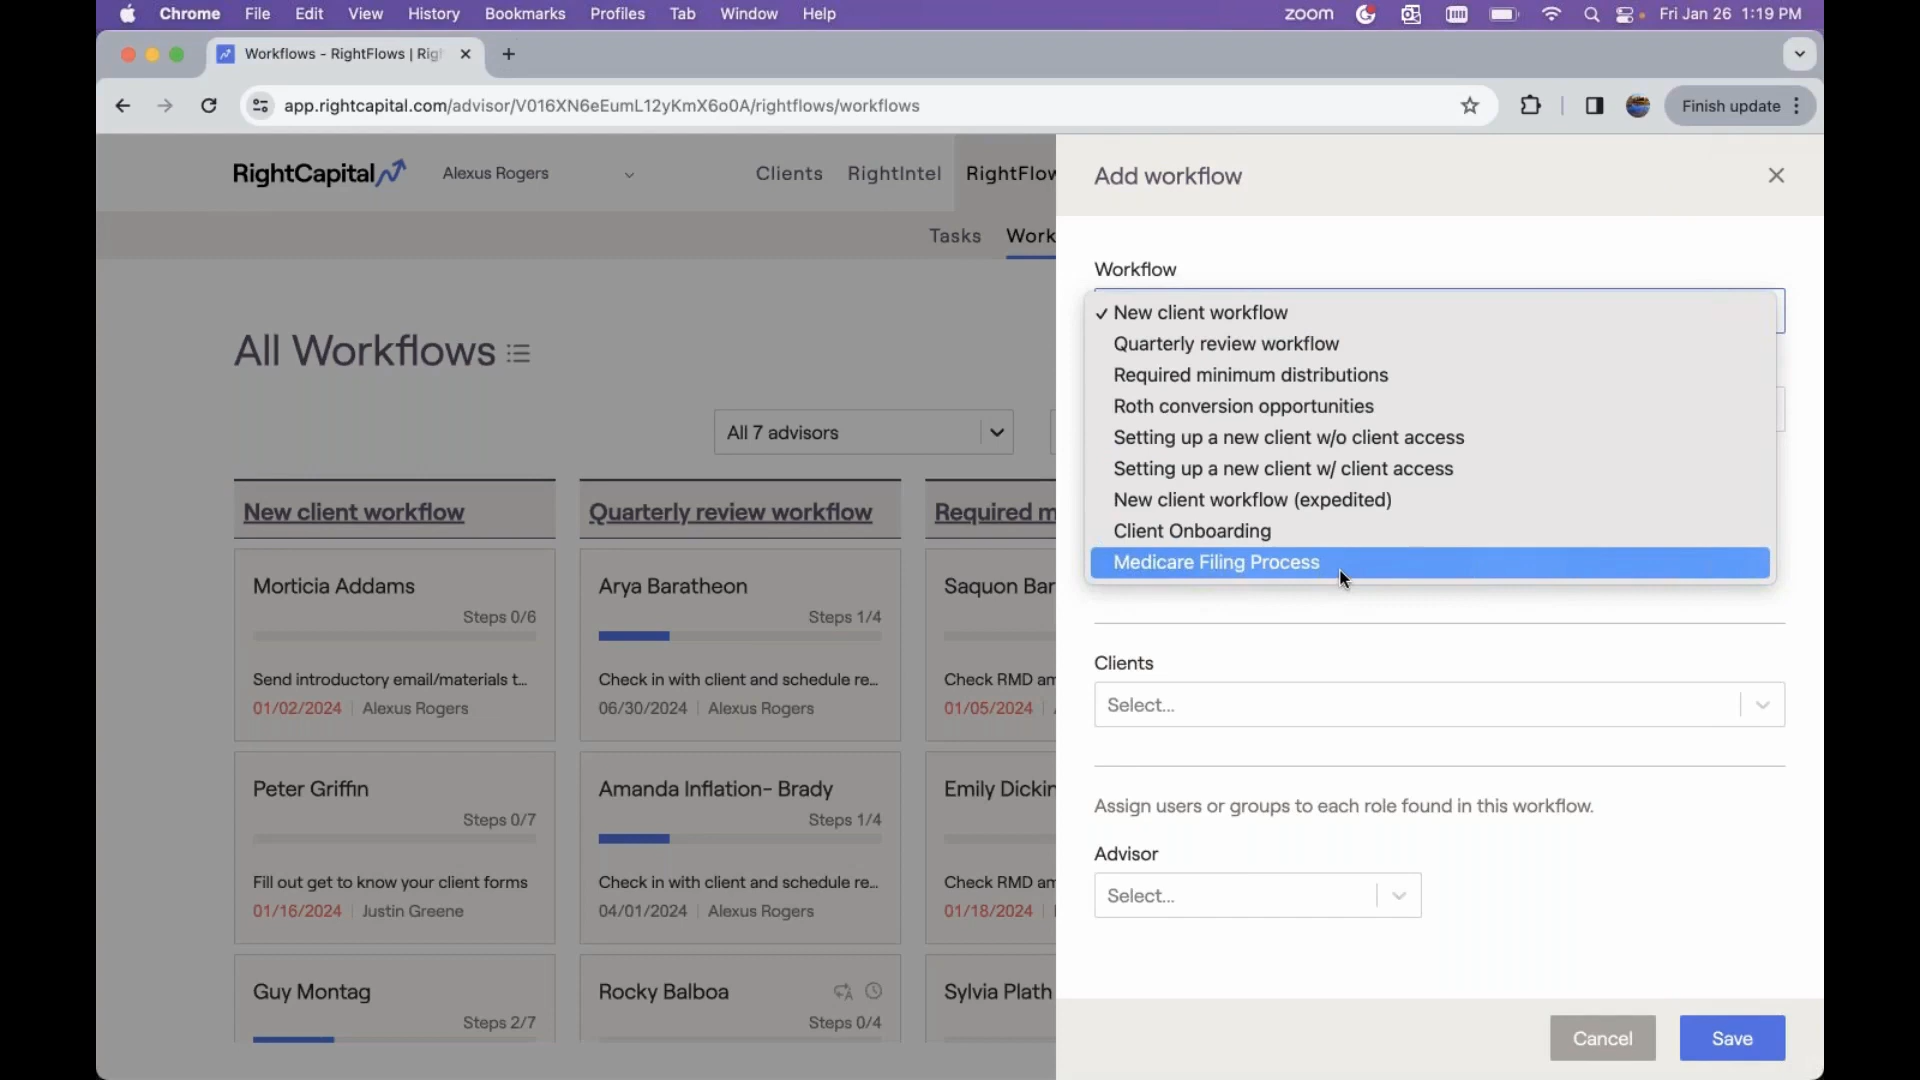 Chrome File Edit View History Bookmarks Profiles Tab Window Help zoom Fri Jan 26 1:19 PM
Workflows - RightFlows | Rig
app.rightcapital.com/advisor/V016XN6eEumL12yKmX6o0A/rightflows/workflows Finish update
RightCapital Alexus Rogers Clients RightIntel RightFlow
Tasks Work
All Workflows
All 7 advisors
New client workflow
Morticia Addams
Steps 0/6
Send introductory email/materials t...
01/02/2024 | Alexus Rogers
Peter Griffin
Steps 0/7
Fill out get to know your client forms
01/16/2024 | Justin Greene
Guy Montag
Steps 2/7
Quarterly review workflow
Arya Baratheon
Steps 1/4
Check in with client and schedule re...
06/30/2024 | Alexus Rogers
Amanda Inflation- Brady
Steps 1/4
Check in with client and schedule re...
04/01/2024 | Alexus Rogers
Rocky Balboa
Steps 0/4
Required m
Saquon Bar
Check RMD am
01/05/2024
Emily Dickin
Check RMD am
01/18/2024
Sylvia Plath
Add workflow
Workflow
✓ New client workflow
Quarterly review workflow
Required minimum distributions
Roth conversion opportunities
Setting up a new client w/o client access
Setting up a new client w/ client access
New client workflow (expedited)
Client Onboarding
Medicare Filing Process
Clients
Select...
Assign users or groups to each role found in this workflow.
Advisor
Select...
Cancel Save